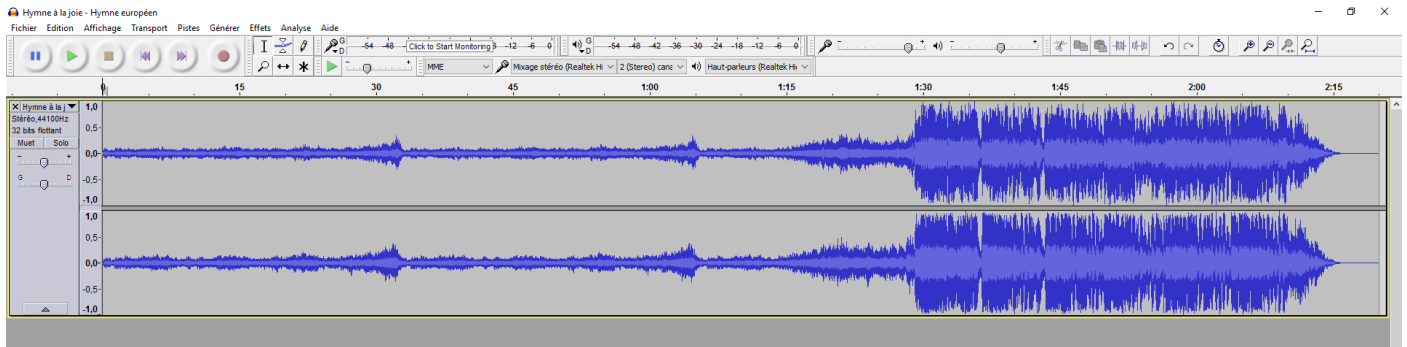 Hymne à la joie - Hymne européen
Fichier Edition Affichage Transport Pistes Générer Effets Analyse Aide
G D -54 -48 - Click to Start Monitoring 3 -12 -6 0 G D -54 -48 -42 -36 -30 -24 -18 -12 -6 0
MME Mixage stéréo (Realtek Hi 2 (Stereo) cana Haut-parleurs (Realtek Hi
0 15 30 45 1:00 1:15 1:30 1:45 2:00 2:15
Hymne à la j
Stéréo,44100Hz
32 bits flottant
Muet Solo
- +
G D
1,0
0,5-
0,0-
-0,5-
-1,0
1,0
0,5-
0,0-
-0,5-
-1,0